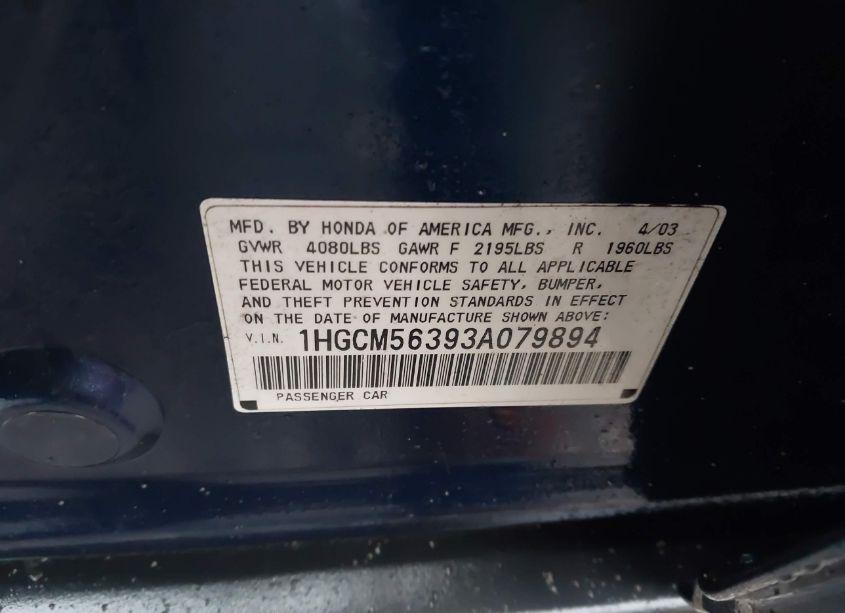 MFD. BY HONDA OF AMERICA MFG., INC. 4/03
GVWR 4080LBS GAWR F 2195LBS R 1960LBS
THIS VEHICLE CONFORMS TO ALL APPLICABLE
FEDERAL MOTOR VEHICLE SAFETY, BUMPER,
AND THEFT PREVENTION STANDARDS IN EFFECT
ON THE DATE OF MANUFACTURE SHOWN ABOVE:
V.I.N. 1HGCM56393A079894
PASSENGER CAR